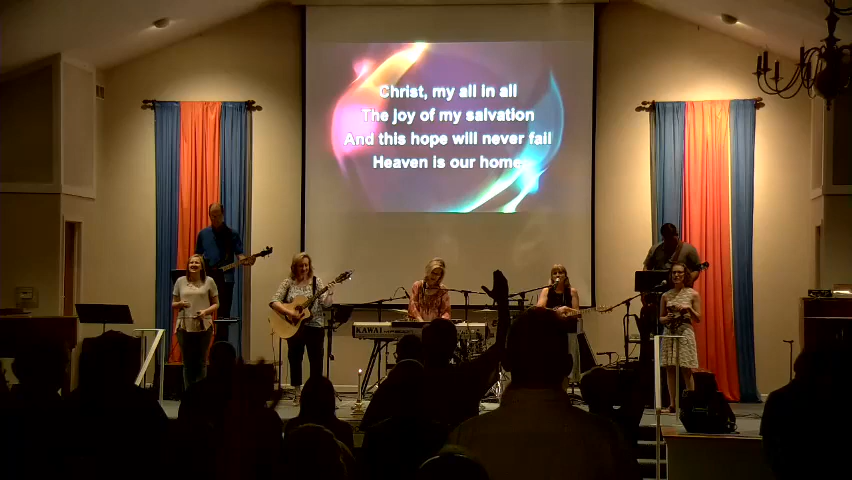 Christ, my all in all
The joy of my salvation
And this hope will never fail
Heaven is our home
KAWAI